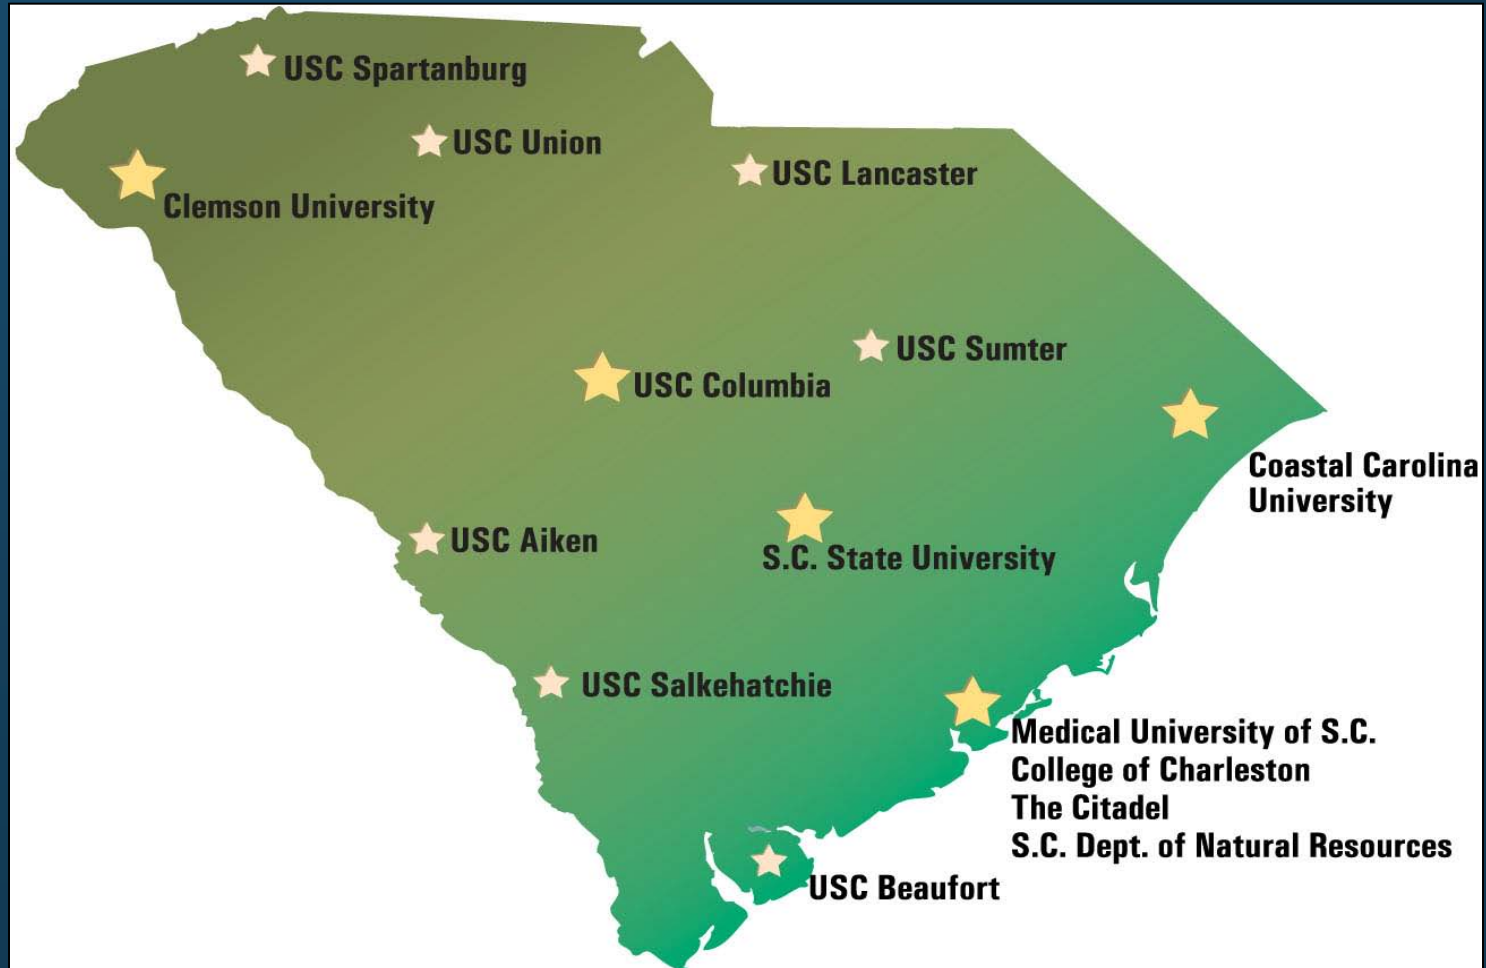 USC Spartanburg
USC Union
USC Lancaster
Clemson University
USC Sumter
USC Columbia
Coastal Carolina
University
USC Aiken
S.C. State University
USC Salkehatchie
Medical University of S.C.
College of Charleston
The Citadel
S.C. Dept. of Natural Resources
USC Beaufort